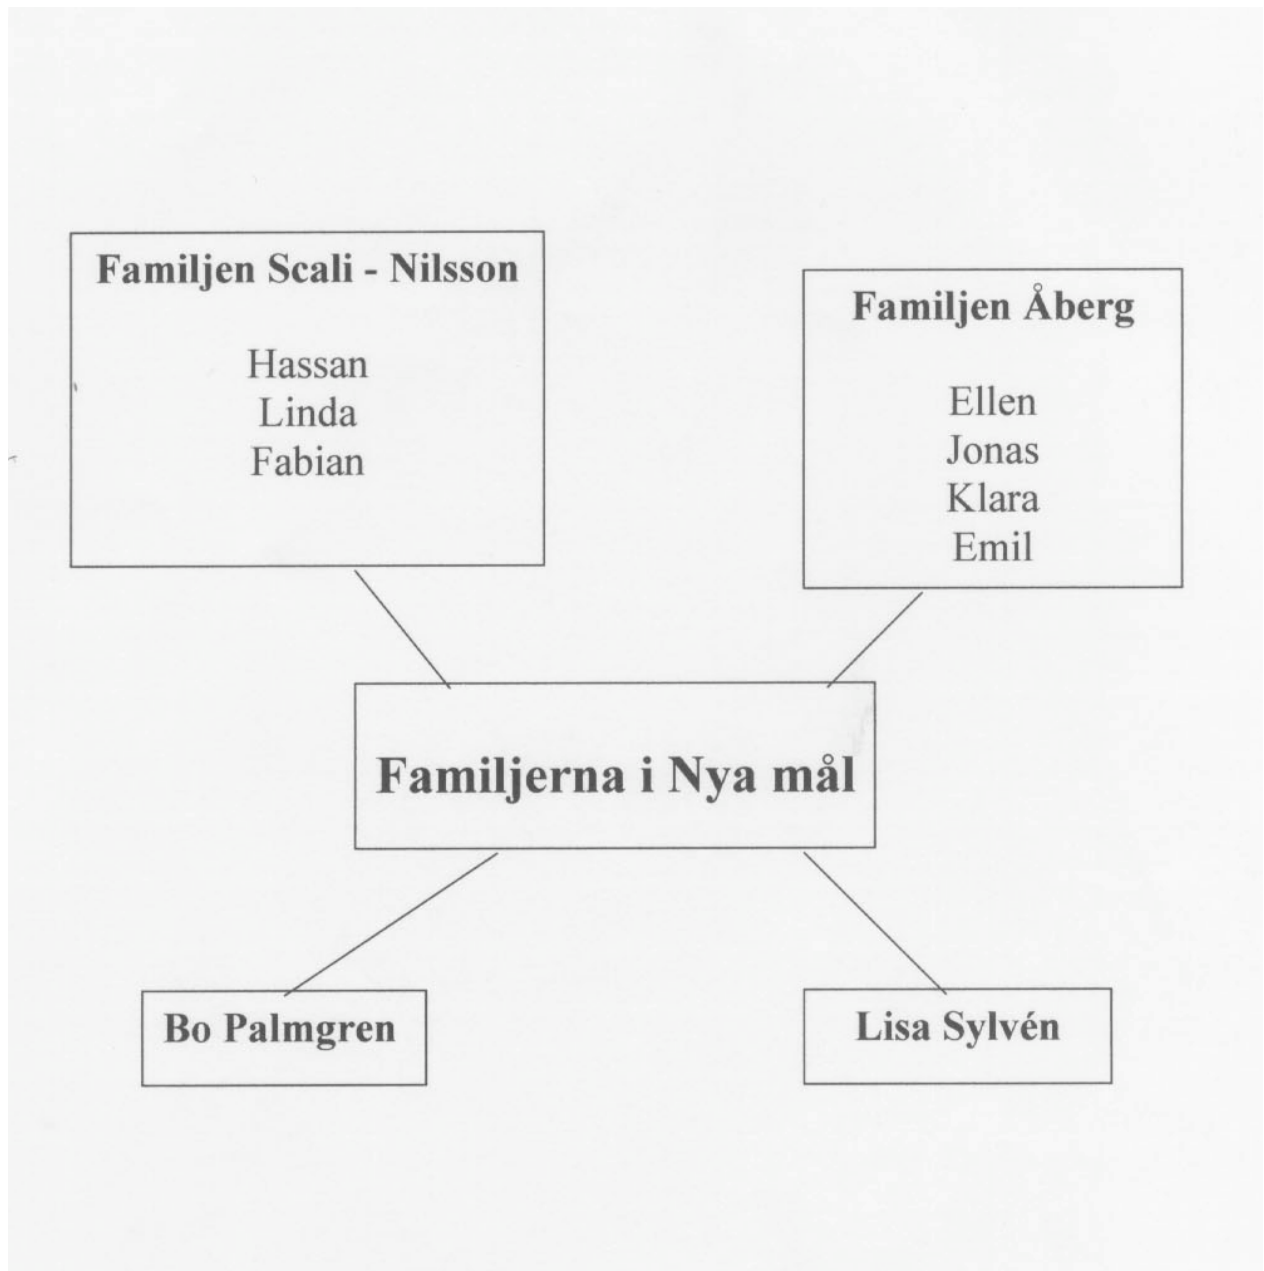 Familjen Scali - Nilsson
Hassan
Linda
Fabian
Familjen Åberg
Ellen
Jonas
Klara
Emil
Familjerna i Nya mål
Bo Palmgren
Lisa Sylvén